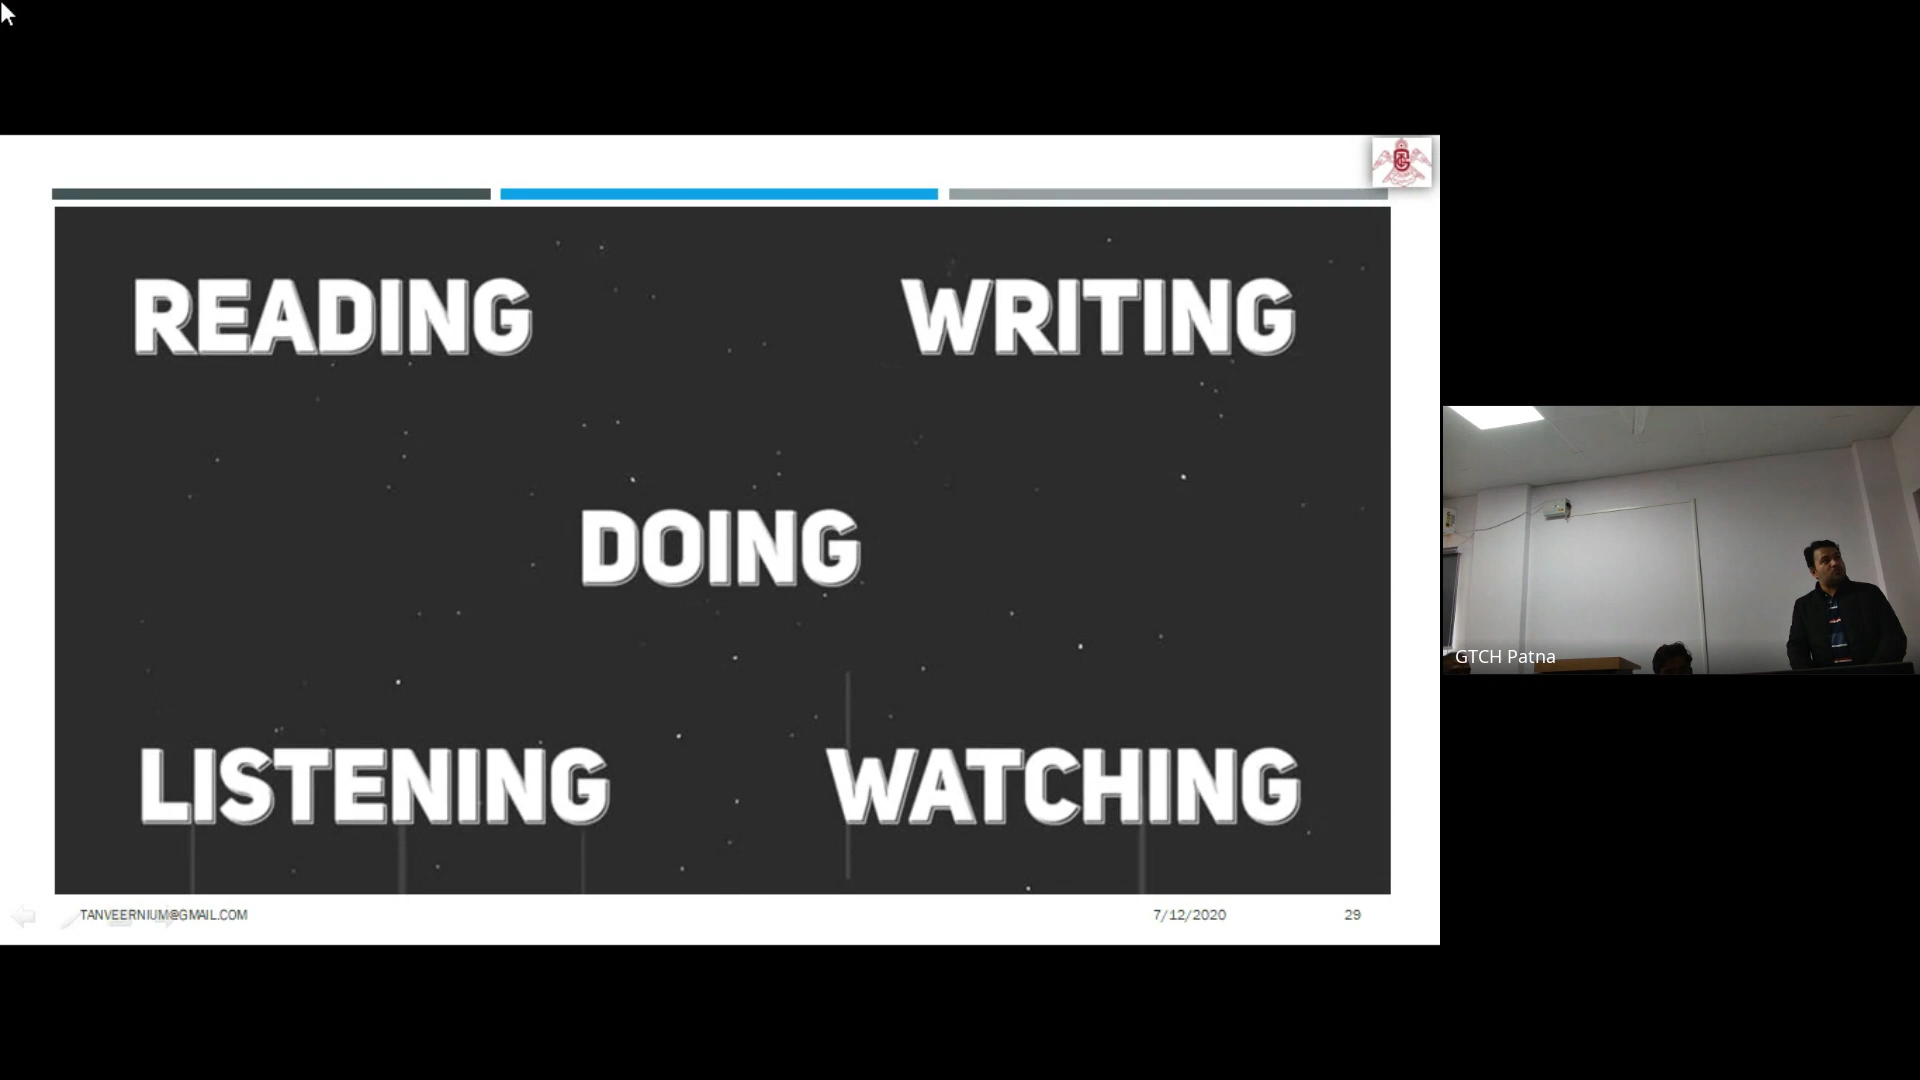 READING WRITING
DOING
LISTENING WATCHING
TANVEERNIUM@GMAIL.COM 7/12/2020 29
GTCH Patna